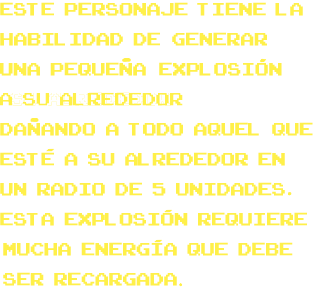 ESTE PERSONAJE TIENE LA
HABILIDAD DE GENERAR
UNA PEQUEÑA EXPLOSIÓN
A SU ALREDEDOR
DAÑANDO A TODO AQUEL QUE
ESTÉ A SU ALREDEDOR EN
UN RADIO DE 5 UNIDADES.
ESTA EXPLOSIÓN REQUIERE
MUCHA ENERGÍA QUE DEBE
SER RECARGADA.